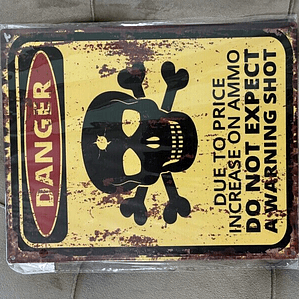 DANGER
DUE TO PRICE
INCREASE ON AMMO
DO NOT EXPECT
A WARNING SHOT